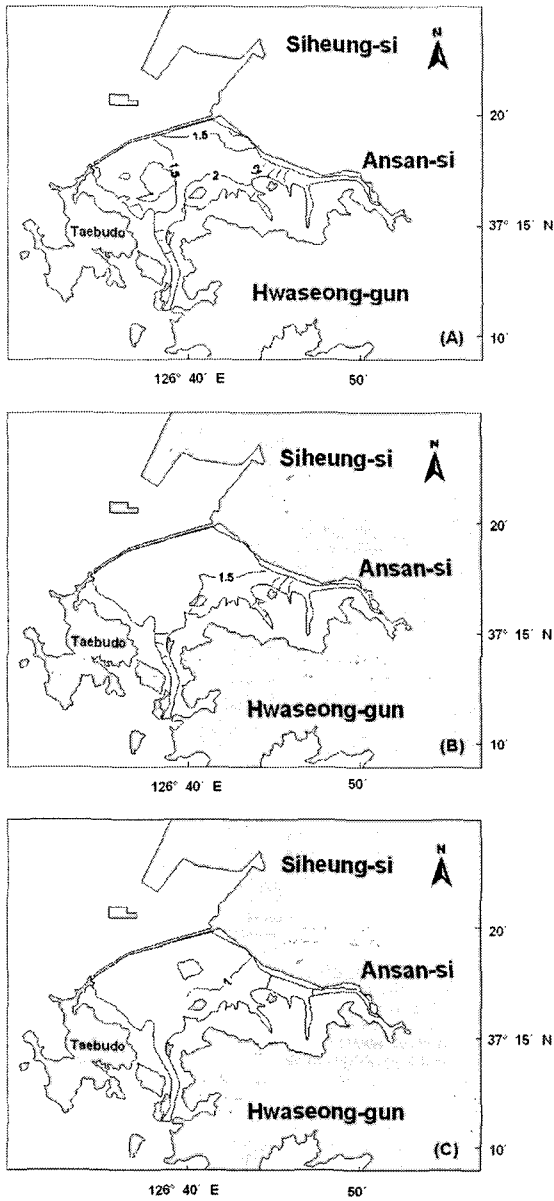 N
Siheung-si
20´
1.5
Ansan-si
1.5
2
Taebudo
37° 15´ N
Hwaseong-gun
(A)
10´
126° 40´ E
50´
N
Siheung-si
20´
Ansan-si
1.5
Taebudo
37° 15´ N
Hwaseong-gun
(B)
10´
126° 40´ E
50´
N
Siheung-si
20´
Ansan-si
1
Taebudo
37° 15´ N
Hwaseong-gun
(C)
10´
126° 40´ E
50´